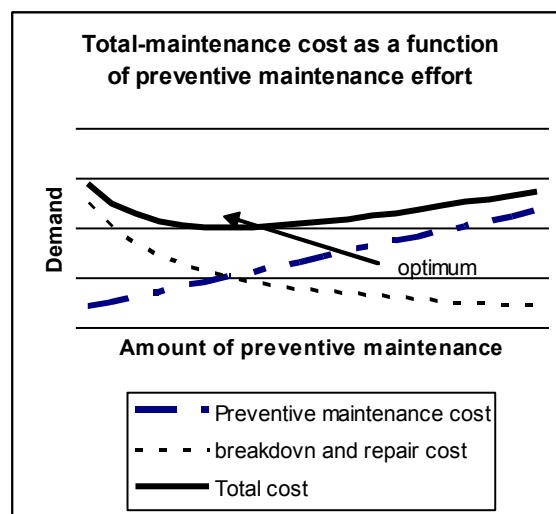 Total-maintenance cost as a function
of preventive maintenance effort
Demand
optimum
Amount of preventive maintenance
Preventive maintenance cost
breakdovn and repair cost
Total cost